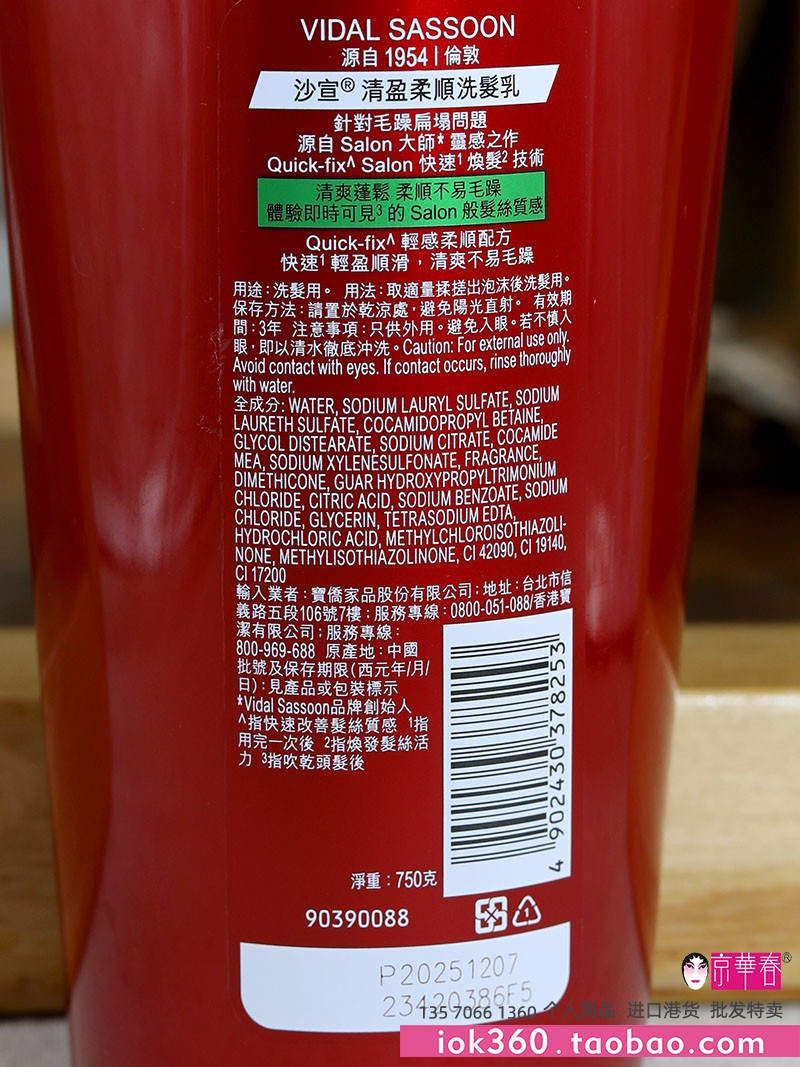 VIDAL SASSOON
源自 1954 | 倫敦
沙宣® 清盈柔順洗髮乳
針對毛躁扁塌問題
源自 Salon 大師* 靈感之作
Quick-fix^ Salon 快速¹ 煥髮² 技術
清爽蓬鬆 柔順不易毛躁
體驗即時可見³ 的 Salon 般髮絲質感
Quick-fix^ 輕感柔順配方
快速¹ 輕盈順滑，清爽不易毛躁
用途：洗髮用。 用法：取適量揉搓出泡沫後洗髮用。
保存方法：請置於乾涼處，避免陽光直射。 有效期
間：3年 注意事項：只供外用。避免入眼。若不慎入
眼，即以清水徹底沖洗。Caution: For external use only.
Avoid contact with eyes. If contact occurs, rinse thoroughly
with water.
全成分: WATER, SODIUM LAURYL SULFATE, SODIUM
LAURETH SULFATE, COCAMIDOPROPYL BETAINE,
GLYCOL DISTEARATE, SODIUM CITRATE, COCAMIDE
MEA, SODIUM XYLENESULFONATE, FRAGRANCE,
DIMETHICONE, GUAR HYDROXYPROPYLTRIMONIUM
CHLORIDE, CITRIC ACID, SODIUM BENZOATE, SODIUM
CHLORIDE, GLYCERIN, TETRASODIUM EDTA,
HYDROCHLORIC ACID, METHYLCHLOROISOTHIAZOLI-
NONE, METHYLISOTHIAZOLINONE, CI 42090, CI 19140,
CI 17200
輸入業者：寶僑家品股份有限公司；地址：台北市信
義路五段106號7樓；服務專線：0800-051-088/香港寶
潔有限公司；服務專線：
800-969-688 原產地：中國
批號及保存期限(西元年/月/
日)：見產品或包裝標示
*Vidal Sassoon品牌創始人
^指快速改善髮絲質感 ¹指
用完一次後 ²指煥發髮絲活
力 ³指吹乾頭髮後
4 902430 378253
淨重：750克
90390088
1
P20251207
23420386F5
京華春®
135 7066 1360 个人用品 进口港货 批发特卖
iok360.taobao.com